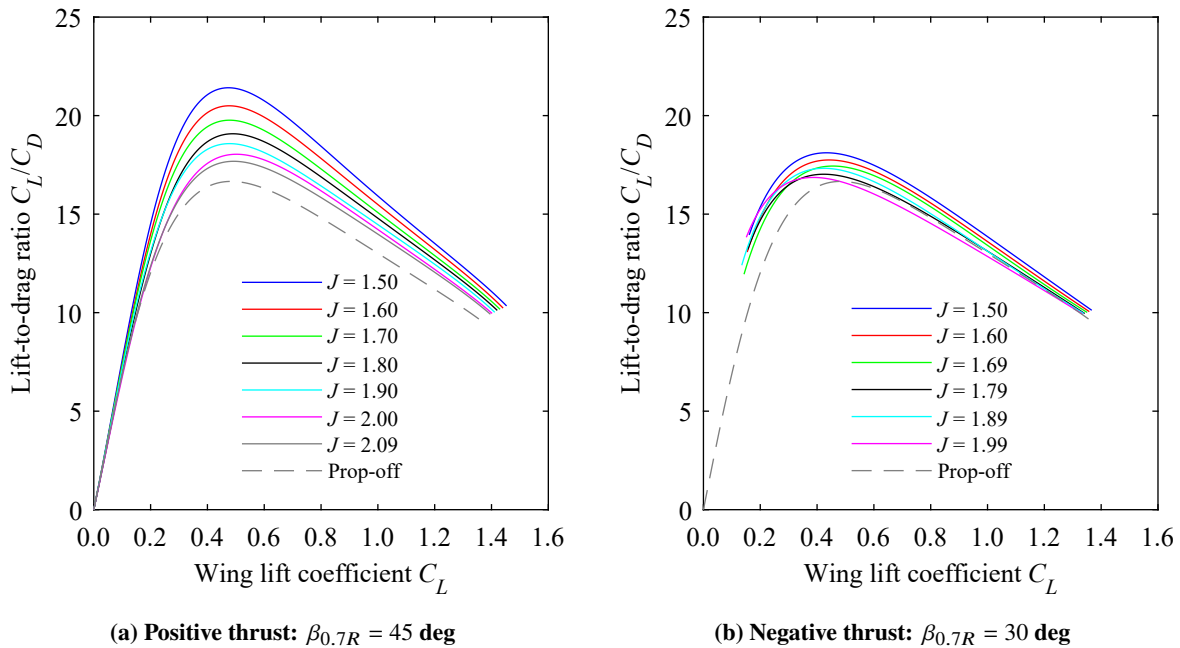 25
20
15
10
5
0
Lift-to-drag ratio C_L/C_D
J = 1.50
J = 1.60
J = 1.70
J = 1.80
J = 1.90
J = 2.00
J = 2.09
Prop-off
0.0 0.2 0.4 0.6 0.8 1.0 1.2 1.4 1.6
Wing lift coefficient C_L
(a) Positive thrust: β_{0.7R} = 45 deg
25
20
15
10
5
0
Lift-to-drag ratio C_L/C_D
J = 1.50
J = 1.60
J = 1.69
J = 1.79
J = 1.89
J = 1.99
Prop-off
0.0 0.2 0.4 0.6 0.8 1.0 1.2 1.4 1.6
Wing lift coefficient C_L
(b) Negative thrust: β_{0.7R} = 30 deg